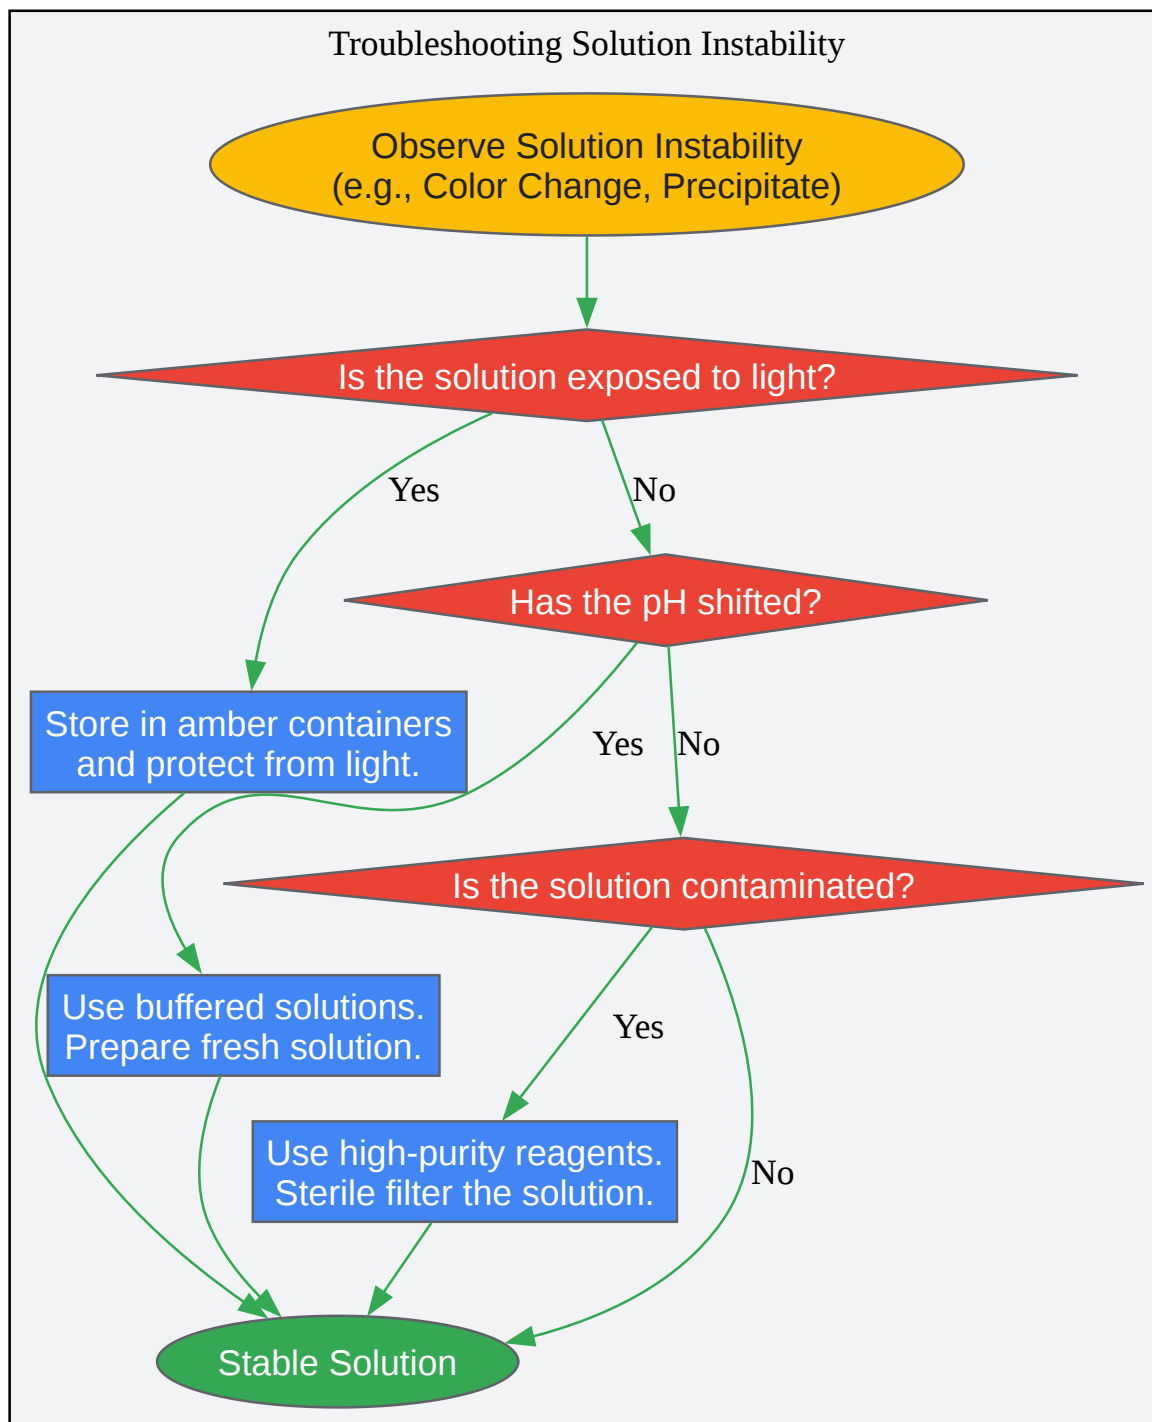 Troubleshooting Solution Instability
Observe Solution Instability
(e.g., Color Change, Precipitate)
Is the solution exposed to light?
Yes
No
Has the pH shifted?
Store in amber containers
and protect from light.
Yes
No
Is the solution contaminated?
Use buffered solutions.
Prepare fresh solution.
Yes
Use high-purity reagents.
Sterile filter the solution.
No
Stable Solution